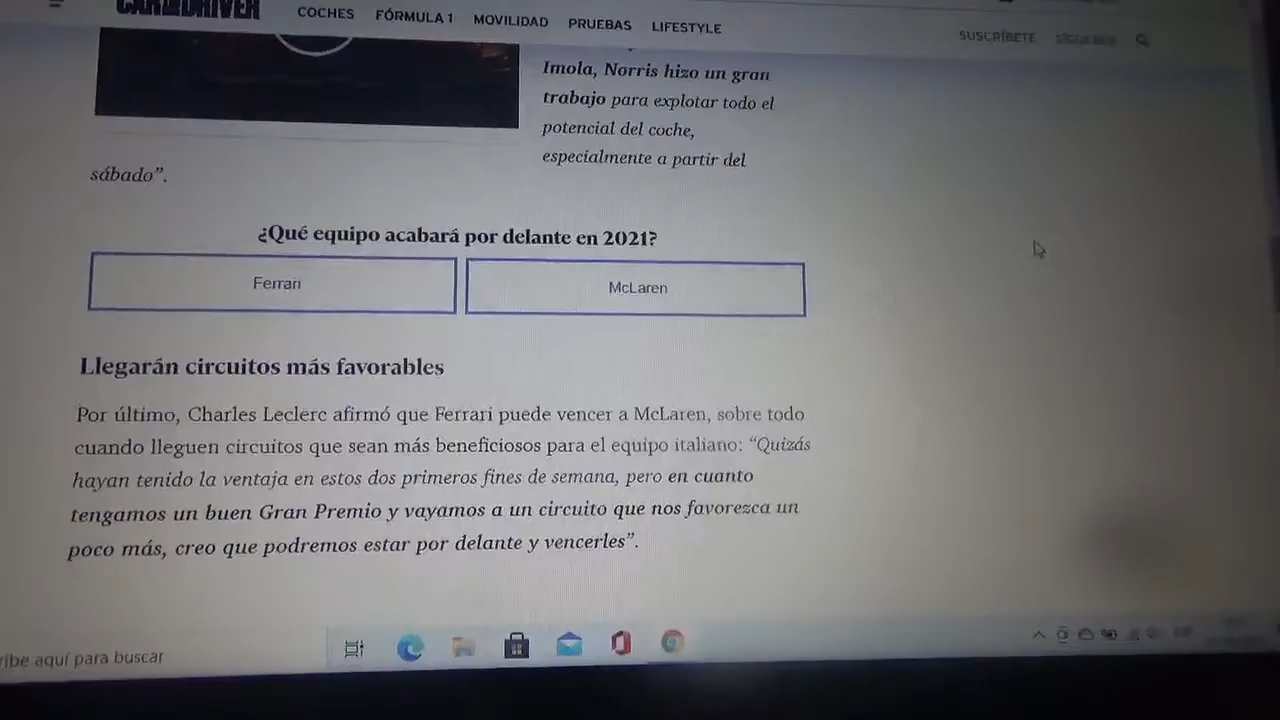 CAR AND DRIVER
COCHES FÓRMULA 1 MOVILIDAD PRUEBAS LIFESTYLE
SUSCRÍBETE SÍGUENOS
Imola, Norris hizo un gran
trabajo para explotar todo el
potencial del coche,
especialmente a partir del
sábado”.
¿Qué equipo acabará por delante en 2021?
Ferrari McLaren
Llegarán circuitos más favorables
Por último, Charles Leclerc afirmó que Ferrari puede vencer a McLaren, sobre todo
cuando lleguen circuitos que sean más beneficiosos para el equipo italiano: “Quizás
hayan tenido la ventaja en estos dos primeros fines de semana, pero en cuanto
tengamos un buen Gran Premio y vayamos a un circuito que nos favorezca un
poco más, creo que podremos estar por delante y vencerles”.
ribe aquí para buscar